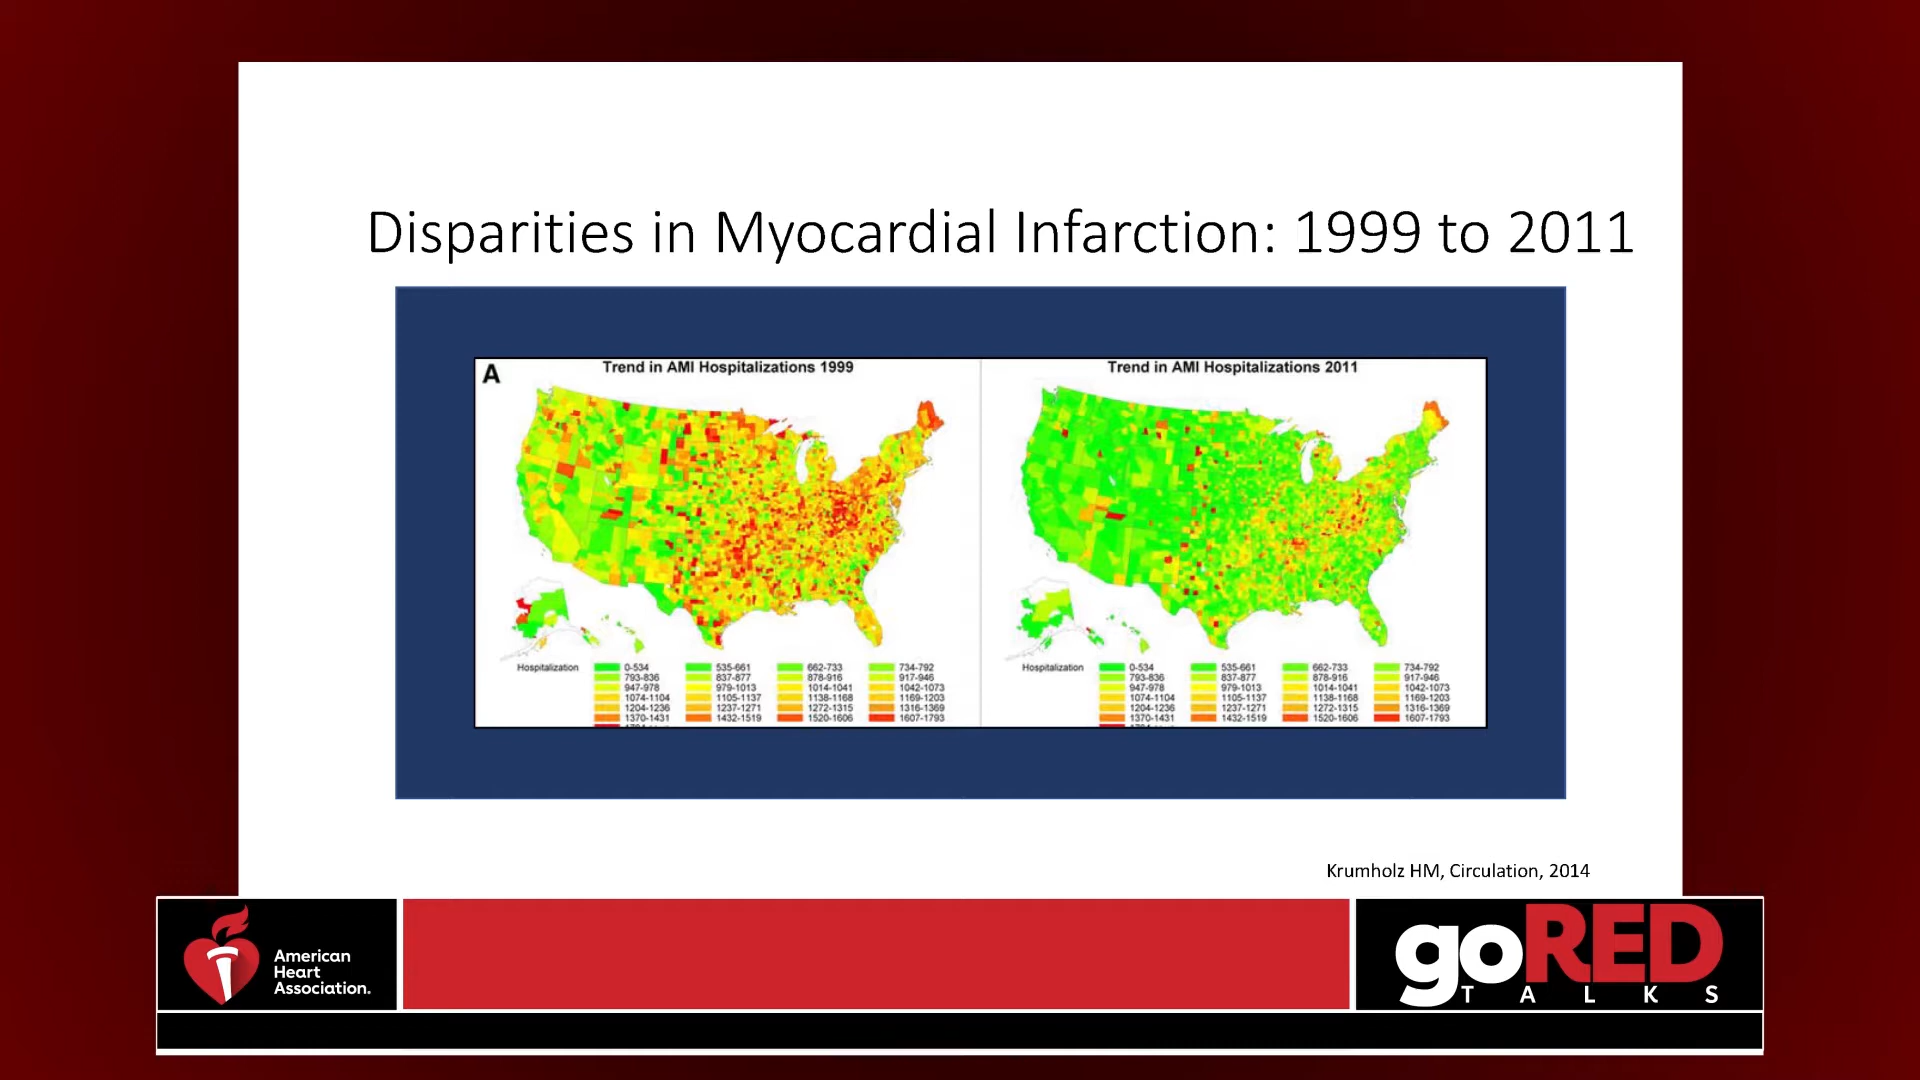 Disparities in Myocardial Infarction: 1999 to 2011
A
Trend in AMI Hospitalizations 1999
Hospitalization
0-534 535-661 662-733 734-792
793-836 837-877 878-916 917-946
947-978 979-1013 1014-1041 1042-1073
1074-1104 1105-1137 1138-1168 1169-1203
1204-1236 1237-1271 1272-1315 1316-1369
1370-1431 1432-1519 1520-1606 1607-1793
Trend in AMI Hospitalizations 2011
Hospitalization
0-534 535-661 662-733 734-792
793-836 837-877 878-916 917-946
947-978 979-1013 1014-1041 1042-1073
1074-1104 1105-1137 1138-1168 1169-1203
1204-1236 1237-1271 1272-1315 1316-1369
1370-1431 1432-1519 1520-1606 1607-1793
Krumholz HM, Circulation, 2014
American
Heart
Association.
goRED
TALKS